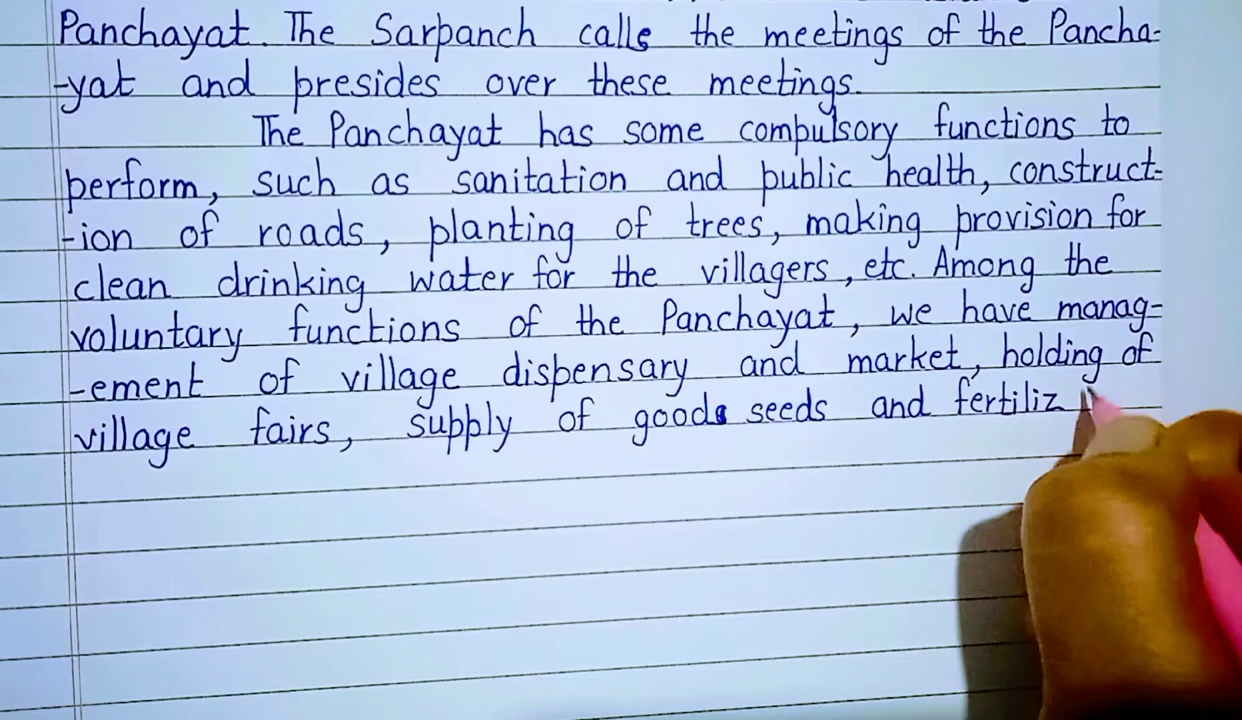 Panchayat. The Sarpanch calls the meetings of the Pancha-
-yat and presides over these meetings.
The Panchayat has some compulsory functions to
perform, such as sanitation and public health, construct-
-ion of roads, planting of trees, making provision for
clean drinking water for the villagers, etc. Among the
voluntary functions of the Panchayat, we have manag-
-ement of village dispensary and market, holding of
village fairs, supply of goods seeds and fertiliz